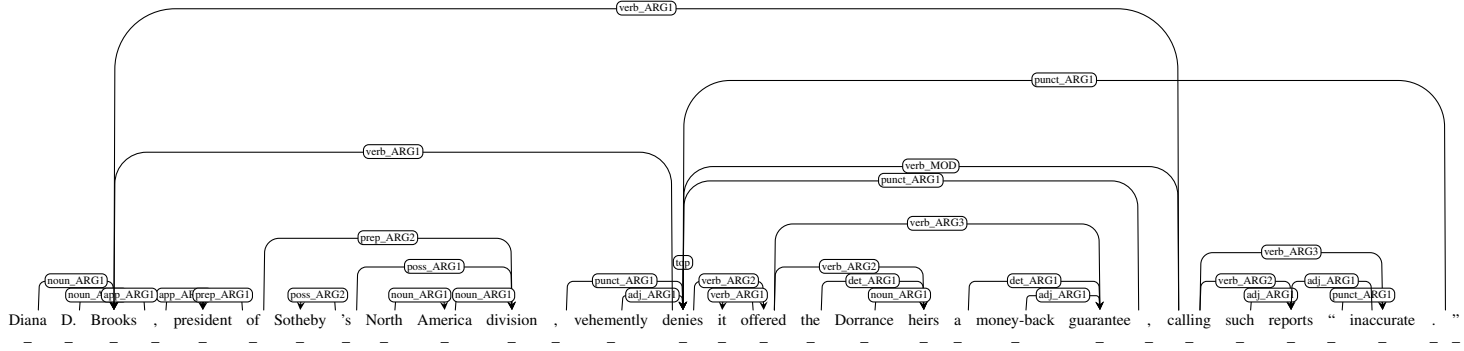 verb_ARG1
punct_ARG1
verb_ARG1
verb_MOD
punct_ARG1
verb_ARG3
prep_ARG2
verb_ARG3
top
poss_ARG1
verb_ARG2
noun_ARG1 punct_ARG1 verb_ARG2 det_ARG1 det_ARG1 verb_ARG2 adj_ARG1
app_ARG1 prep_ARG1 poss_ARG2 noun_ARG1 noun_ARG1 adj_ARG1 verb_ARG1 noun_ARG1 adj_ARG1 adj_ARG1 punct_ARG1
Diana D. Brooks , president of Sotheby 's North America division , vehemently denies it offered the Dorrance heirs a money-back guarantee , calling such reports “ inaccurate . ”
_ _ _ _ _ _ _ _ _ _ _ _ _ _ _ _ _ _ _ _ _ _ _ _ _ _ _ _ _ _ _